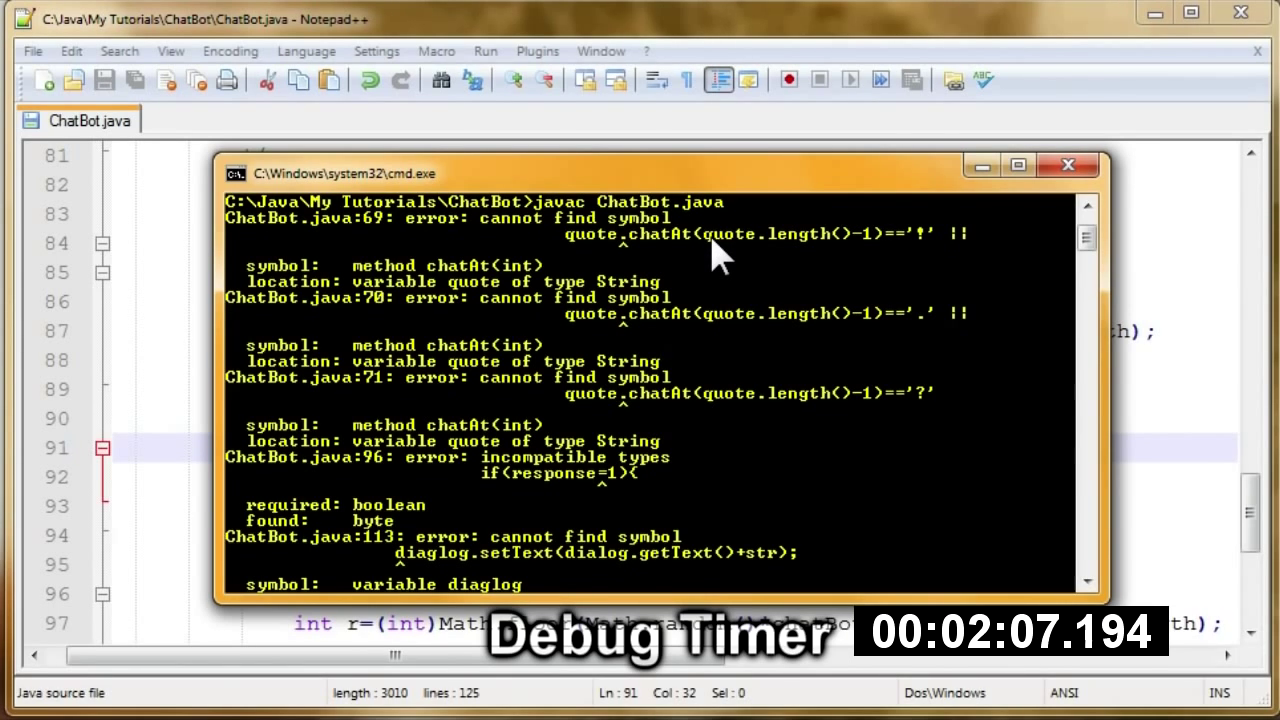 C:\Java\My Tutorials\ChatBot\ChatBot.java - Notepad++
File Edit Search View Encoding Language Settings Macro Run Plugins Window ? X
ChatBot.java
81
82
83
84
85
86
87 th);
88
89
90
91
92
93
94
95
96
97 int r=(int)Math th);
C:\Windows\system32\cmd.exe
C:\Java\My Tutorials\ChatBot>javac ChatBot.java
ChatBot.java:69: error: cannot find symbol
quote.chatAt(quote.length()-1)=='!' ||
^
symbol: method chatAt(int)
location: variable quote of type String
ChatBot.java:70: error: cannot find symbol
quote.chatAt(quote.length()-1)=='.' ||
^
symbol: method chatAt(int)
location: variable quote of type String
ChatBot.java:71: error: cannot find symbol
quote.chatAt(quote.length()-1)=='?'
^
symbol: method chatAt(int)
location: variable quote of type String
ChatBot.java:96: error: incompatible types
if(response=1){
^
required: boolean
found: byte
ChatBot.java:113: error: cannot find symbol
diaglog.setText(dialog.getText()+str);
^
symbol: variable diaglog
Debug Timer 00:02:07.194
Java source file length : 3010 lines : 125 Ln : 91 Col : 32 Sel : 0 Dos\Windows ANSI INS